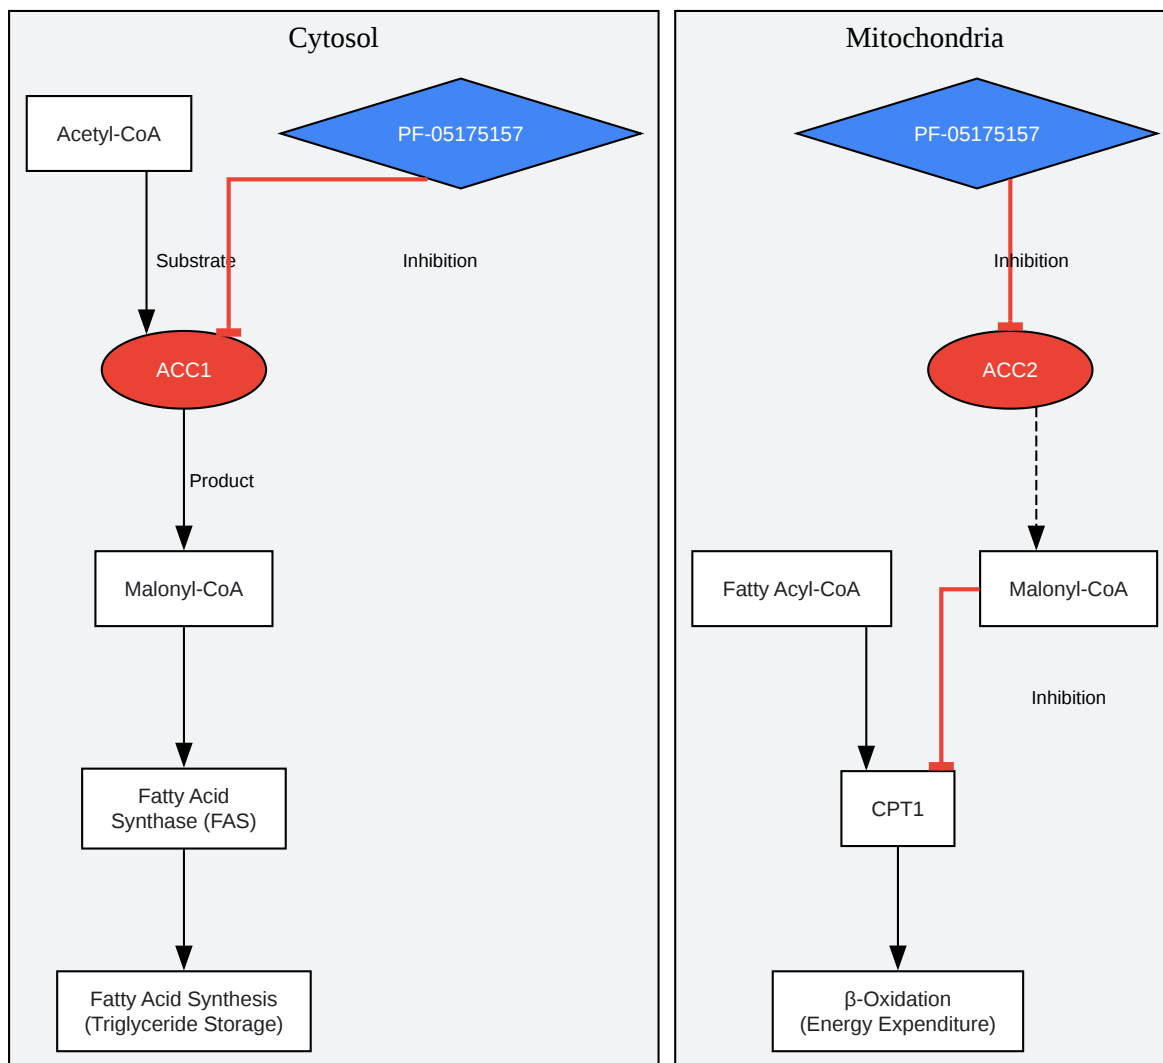 Cytosol
Acetyl-CoA
PF-05175157
Substrate
Inhibition
ACC1
Product
Malonyl-CoA
Fatty Acid
Synthase (FAS)
Fatty Acid Synthesis
(Triglyceride Storage)
Mitochondria
PF-05175157
Inhibition
ACC2
Fatty Acyl-CoA
Malonyl-CoA
Inhibition
CPT1
β-Oxidation
(Energy Expenditure)